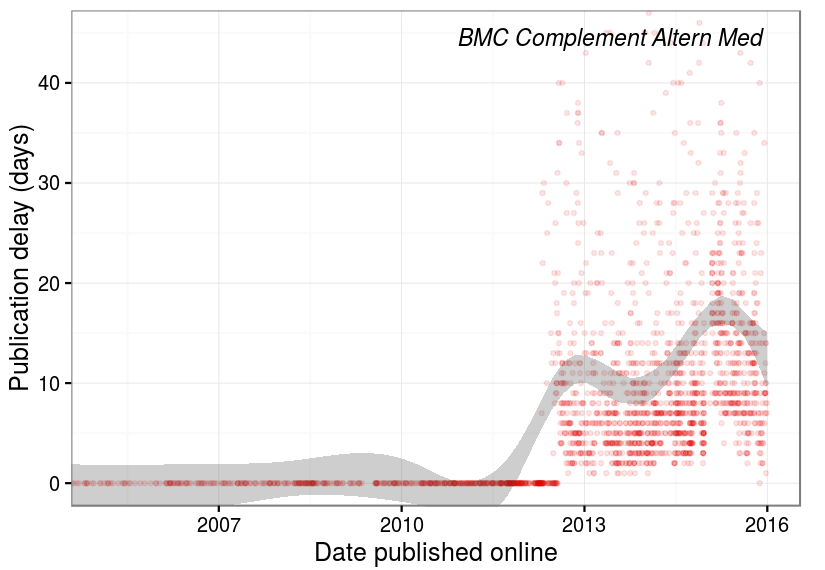 BMC Complement Altern Med
Publication delay (days)
40
30
20
10
0
2007 2010 2013 2016
Date published online